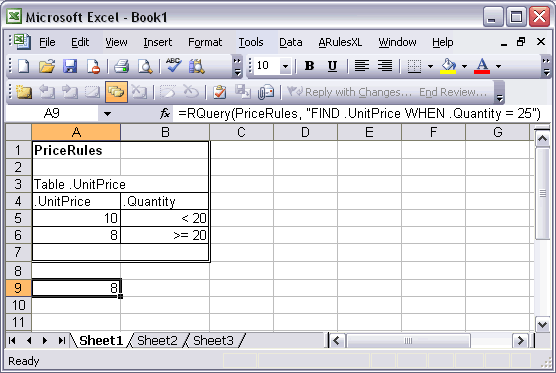 Microsoft Excel - Book1
File Edit View Insert Format Tools Data ARulesXL Window Help
10 B U A
Reply with Changes... End Review...
A9 fx =RQuery(PriceRules, "FIND .UnitPrice WHEN .Quantity = 25")
A B C D E F G
1 PriceRules
2
3 Table .UnitPrice
4 .UnitPrice .Quantity
5 10 < 20
6 8 >= 20
7
8
9 8
10
11
Sheet1 Sheet2 Sheet3
Ready